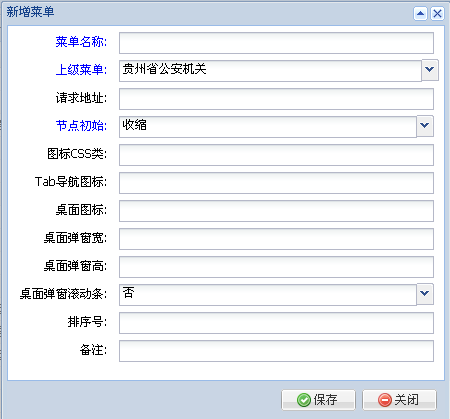 新增菜单
菜单名称:
上级菜单: 贵州省公安机关
请求地址:
节点初始: 收缩
图标CSS类:
Tab导航图标:
桌面图标:
桌面弹窗宽:
桌面弹窗高:
桌面弹窗滚动条: 否
排序号:
备注:
保存 关闭